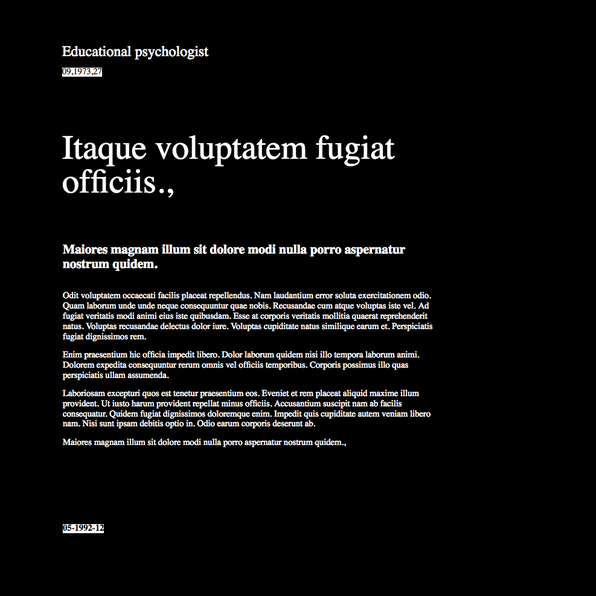 Educational psychologist
09,1973,27
Itaque voluptatem fugiat
officiis.,
Maiores magnam illum sit dolore modi nulla porro aspernatur
nostrum quidem.
Odit voluptatem occaecati facilis placeat repellendus. Nam laudantium error soluta exercitationem odio.
Quam laborum unde unde neque consequuntur quae nobis. Recusandae cum atque voluptas iste vel. Ad
fugiat veritatis modi animi eius iste quibusdam. Esse at corporis veritatis mollitia quaerat reprehenderit
natus. Voluptas recusandae delectus dolor iure. Voluptas cupiditate natus similique earum et. Perspiciatis
fugiat dignissimos rem.
Enim praesentium hic officia impedit libero. Dolor laborum quidem nisi illo tempora laborum animi.
Dolorem expedita consequuntur rerum omnis vel officiis temporibus. Corporis possimus illo quas
perspiciatis ullam assumenda.
Laboriosam excepturi quos est tenetur praesentium eos. Eveniet et rem placeat aliquid maxime illum
provident. Ut iusto harum provident repellat minus officiis. Accusantium suscipit nam ab facilis
consequatur. Quidem fugiat dignissimos doloremque enim. Impedit quis cupiditate autem veniam libero
nam. Nisi sunt ipsam debitis optio in. Odio earum corporis deserunt ab.
Maiores magnam illum sit dolore modi nulla porro aspernatur nostrum quidem.,
05-1992-12